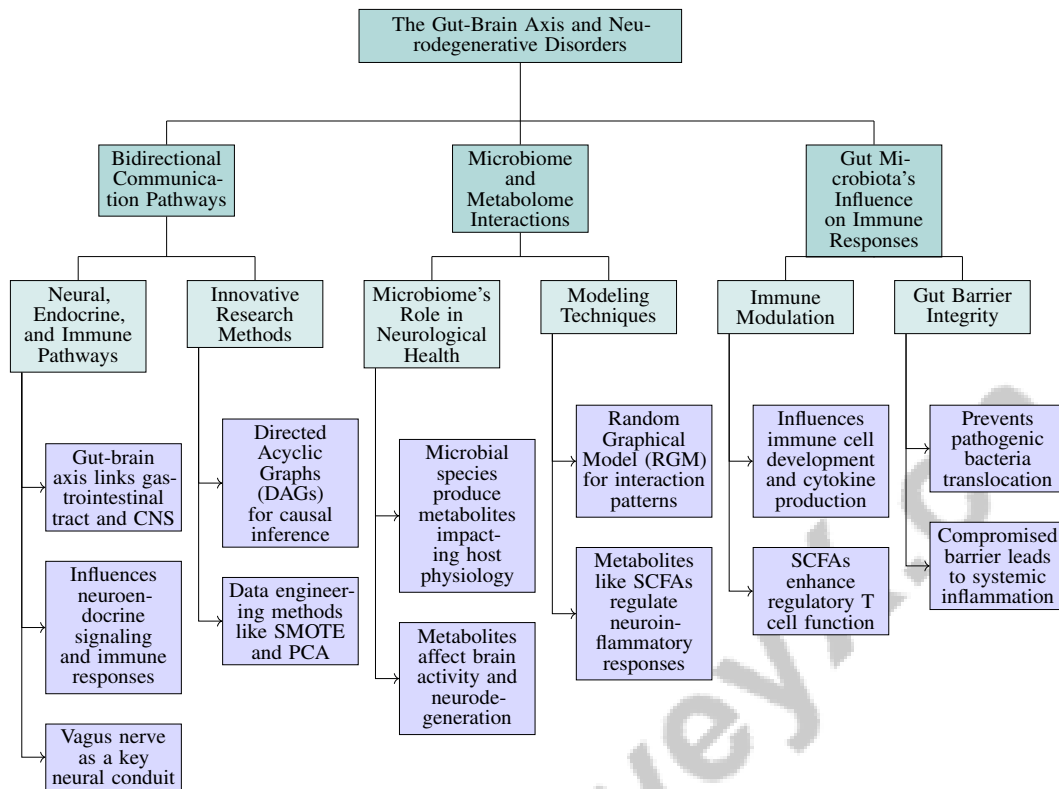 The Gut-Brain Axis and Neu-
rodegenerative Disorders
Bidirectional
Communica-
tion Pathways
Microbiome
and
Metabolome
Interactions
Gut Mi-
crobiota's
Influence
on Immune
Responses
Neural,
Endocrine,
and Immune
Pathways
Innovative
Research
Methods
Microbiome's
Role in
Neurological
Health
Modeling
Techniques
Immune
Modulation
Gut Barrier
Integrity
Gut-brain
axis links gas-
trointestinal
tract and CNS
Influences
neuroen-
docrine
signaling
and immune
responses
Vagus nerve
as a key
neural conduit
Directed
Acyclic
Graphs
(DAGs)
for causal
inference
Data engineer-
ing methods
like SMOTE
and PCA
Microbial
species
produce
metabolites
impact-
ing host
physiology
Metabolites
affect brain
activity and
neurode-
generation
Random
Graphical
Model (RGM)
for interaction
patterns
Metabolites
like SCFAs
regulate
neuroin-
flammatory
responses
Influences
immune cell
development
and cytokine
production
SCFAs
enhance
regulatory T
cell function
Prevents
pathogenic
bacteria
translocation
Compromised
barrier leads
to systemic
inflammation